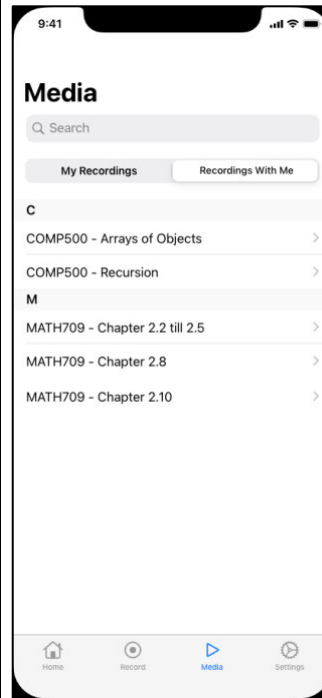 9:41
Media
Search
My Recordings Recordings With Me
C
COMP500 - Arrays of Objects
COMP500 - Recursion
M
MATH709 - Chapter 2.2 till 2.5
MATH709 - Chapter 2.8
MATH709 - Chapter 2.10
Home Record Media Settings